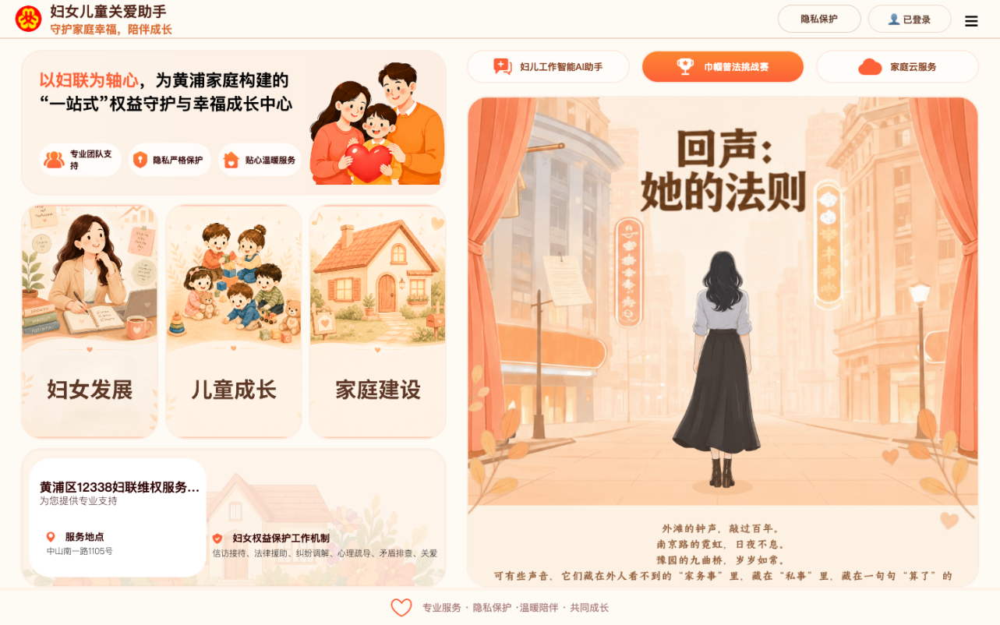 妇女儿童关爱助手
守护家庭幸福，陪伴成长
隐私保护
已登录
以妇联为轴心，为黄浦家庭构建的
“一站式”权益守护与幸福成长中心
专业团队支
持
隐私严格保护
贴心温暖服务
妇女发展
儿童成长
家庭建设
黄浦区12338妇联维权服务...
为您提供专业支持
服务地点
中山南一路1105号
妇女权益保护工作机制
信访接待、法律援助、纠纷调解、心理疏导、矛盾排查、关爱
妇儿工作智能AI助手
巾帼普法挑战赛
家庭云服务
回声：
她的法则
外滩的钟声，敲过百年。
南京路的霓虹，日夜不息。
豫园的九曲桥，岁岁如常。
可有些声音，它们藏在外人看不到的“家务事”里，藏在“私事”里，藏在一句句“算了”的
专业服务 · 隐私保护 ·温暖陪伴 · 共同成长